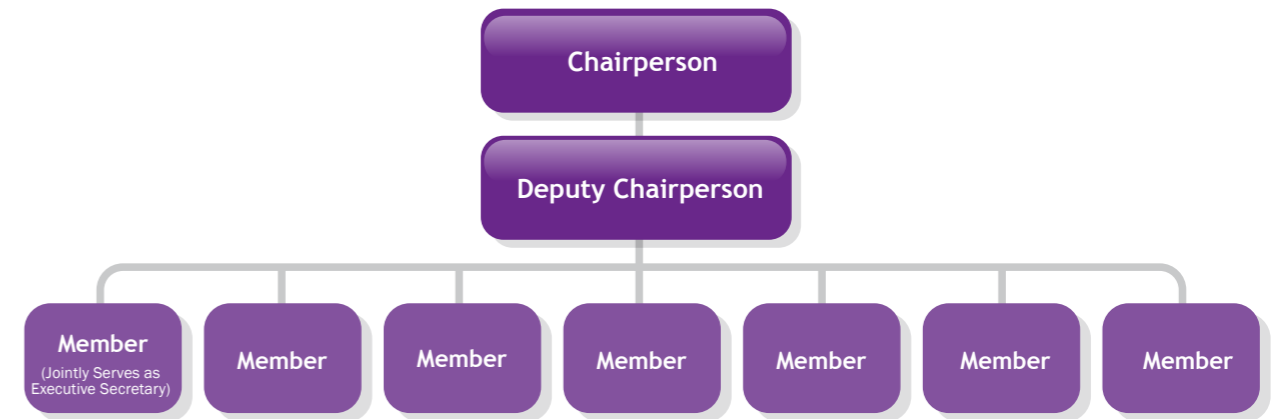 Chairperson
Deputy Chairperson
Member
(Jointly Serves as
Executive Secretary)
Member
Member
Member
Member
Member
Member